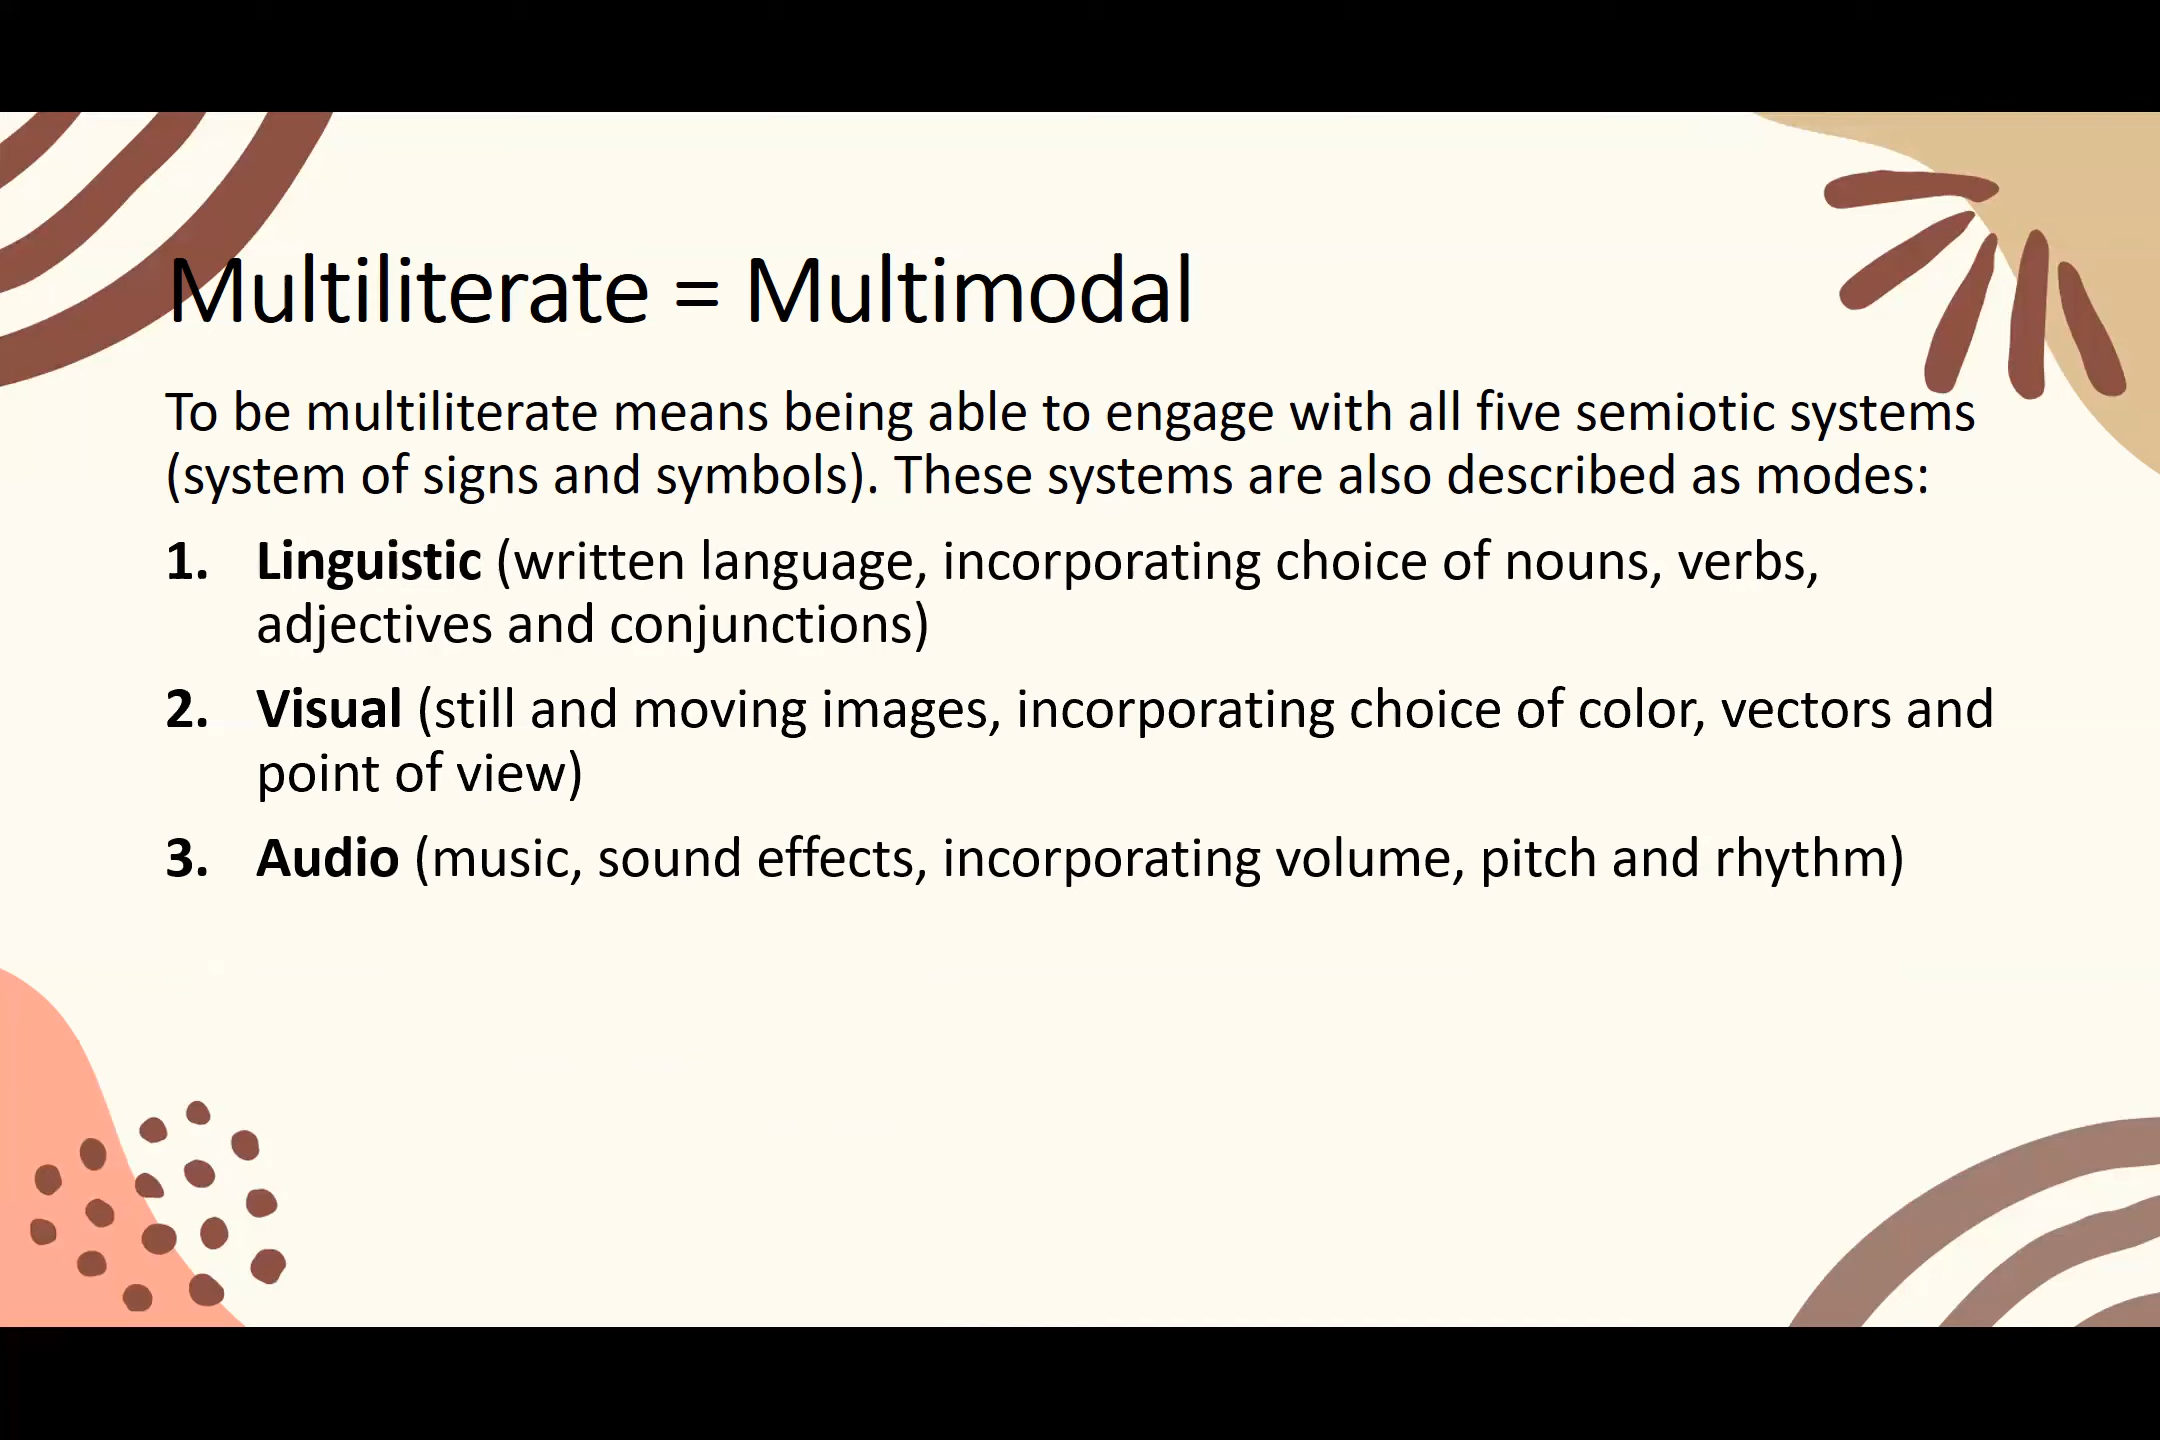 Multiliterate = Multimodal
To be multiliterate means being able to engage with all five semiotic systems
(system of signs and symbols). These systems are also described as modes:
1. Linguistic (written language, incorporating choice of nouns, verbs,
adjectives and conjunctions)
2. Visual (still and moving images, incorporating choice of color, vectors and
point of view)
3. Audio (music, sound effects, incorporating volume, pitch and rhythm)